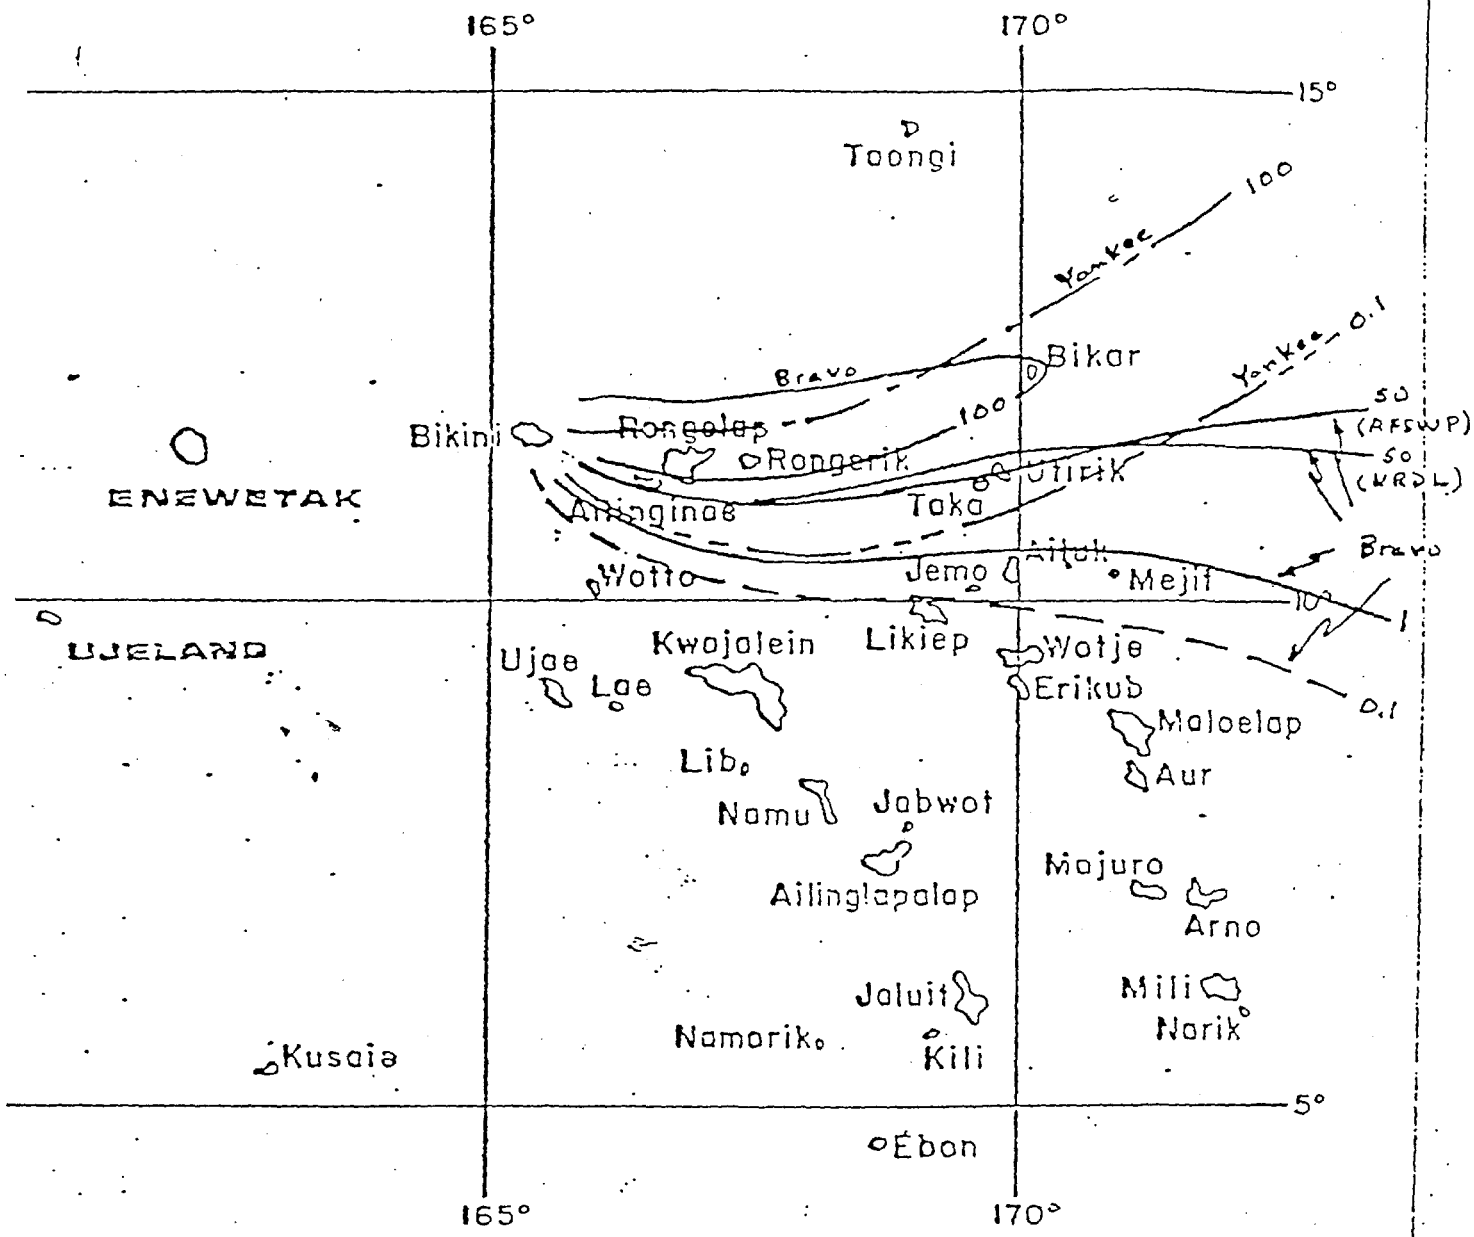 165° 170°
15°
Toongi
100
Yankee
Bikar
0.1
Yankee
Bravo
50
(AFSWP)
100
50
(NRDL)
Bikini
Rongelap
Rongerik
Utirik
ENEWETAK
Ailinginae
Taka
Bravo
Ailuk
Jemo
Mejit
Wotto
10°
1
UJELAND
Likiep
Kwajalein
Wotje
Ujae
Lae
Erikub
0.1
Maloelap
Lib
Aur
Namu
Jabwot
Majuro
Ailinglapalap
Arno
Jaluit
Mili
Narik
Namorik
Kili
Kusaie
5°
Ebon
165° 170°